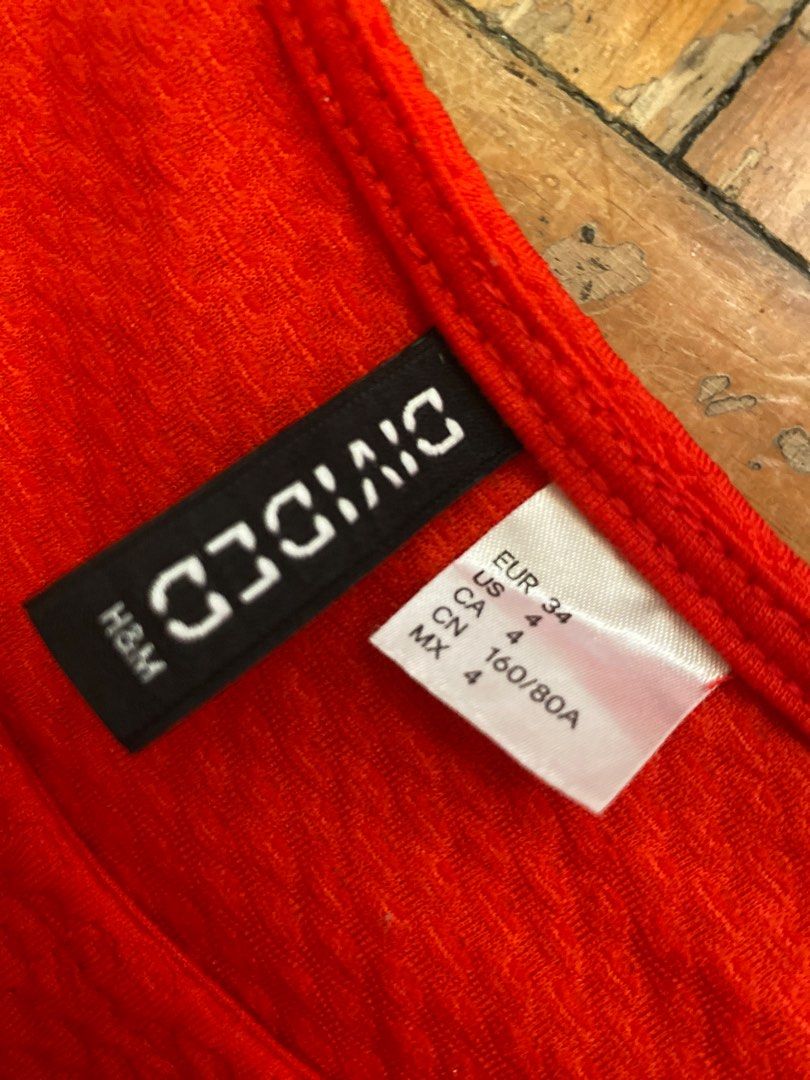 DIVIDED
H&M
EUR 34
US 4
CA 4
CN 160/80A
MX 4